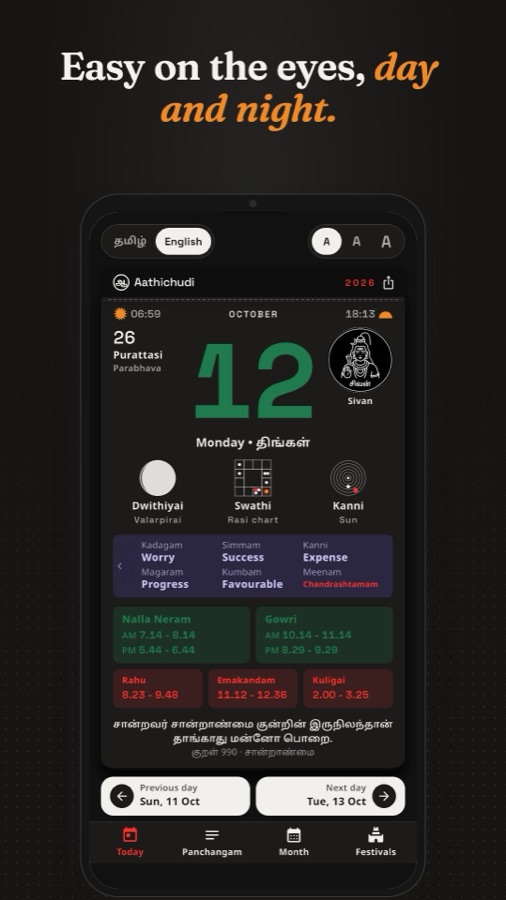 Easy on the eyes, day
and night.
தமிழ் English A A A
Aathichudi 2026
06:59 OCTOBER 18:13
26
Purattasi
Parabhava
12
சிவன்
Sivan
Monday • திங்கள்
Dwithiyai Swathi Kanni
Valarpirai Rasi chart Sun
Kadagam Simmam Kanni
Worry Success Expense
Magaram Kumbam Meenam
Progress Favourable Chandrashtamam
Nalla Neram Gowri
AM 7.14 - 8.14 AM 10.14 - 11.14
PM 5.44 - 6.44 PM 8.29 - 9.29
Rahu Emakandam Kuligai
8.23 - 9.48 11.12 - 12.36 2.00 - 3.25
சான்றவர் சான்றாண்மை குன்றின் இருநிலந்தான்
தாங்காது மன்னோ பொறை.
குறள் 990 · சான்றாண்மை
Previous day Next day
Sun, 11 Oct Tue, 13 Oct
Today Panchangam Month Festivals